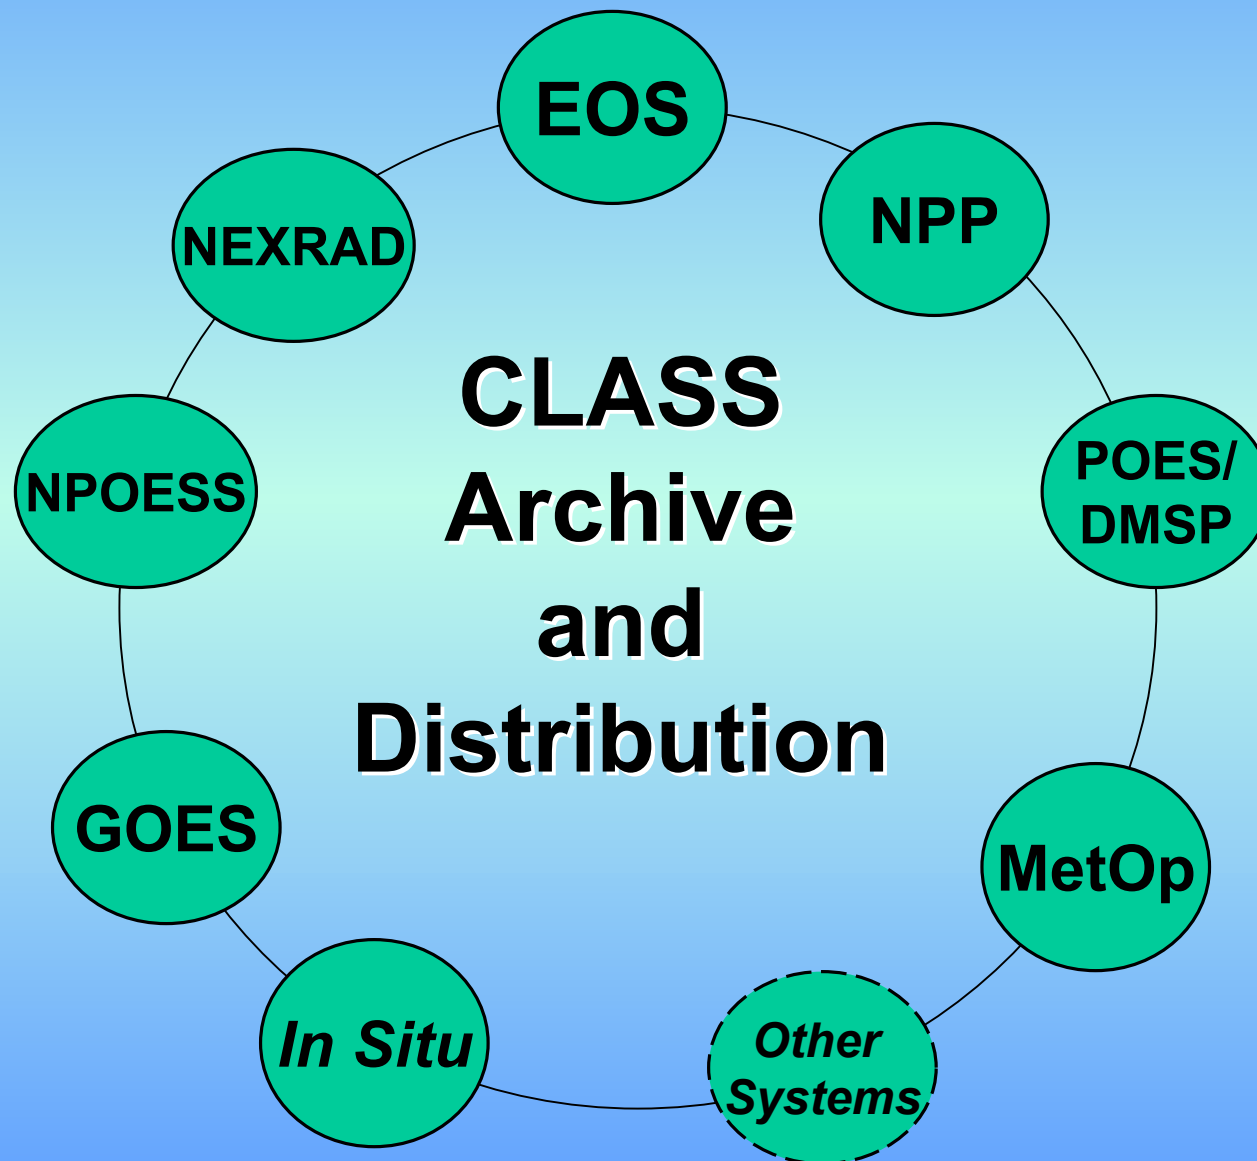 EOS
NPP
NEXRAD
CLASS
Archive
and
Distribution
NPOESS
POES/
DMSP
GOES
MetOp
In Situ
Other
Systems